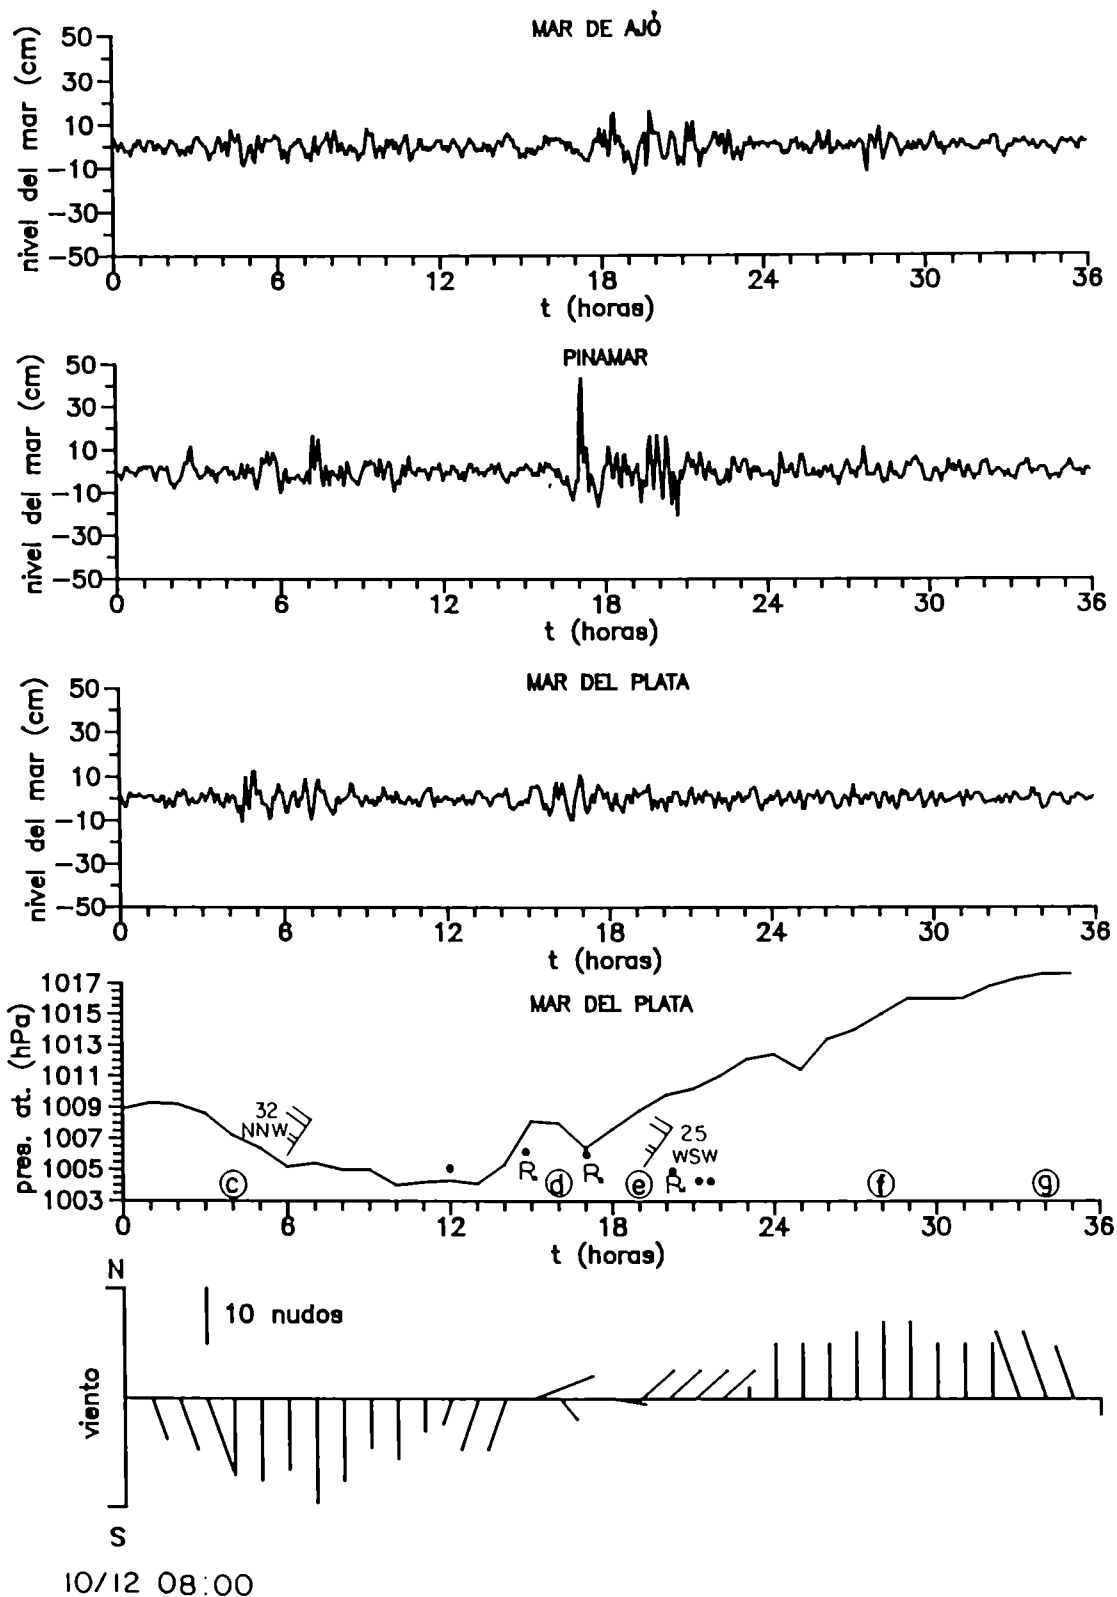 MAR DE AJÓ
nivel del mar (cm)
50
30
10
−10
−30
−50
0 6 12 18 24 30 36
t (horas)
PINAMAR
nivel del mar (cm)
50
30
10
−10
−30
−50
0 6 12 18 24 30 36
t (horas)
MAR DEL PLATA
nivel del mar (cm)
50
30
10
−10
−30
−50
0 6 12 18 24 30 36
t (horas)
MAR DEL PLATA
pres. at. (hPa)
1017
1015
1013
1011
1009
1007
1005
1003
32
NNW
25
WSW
R R R
c d e f g
0 6 12 18 24 30 36
t (horas)
N
10 nudos
viento
S
10/12 08:00